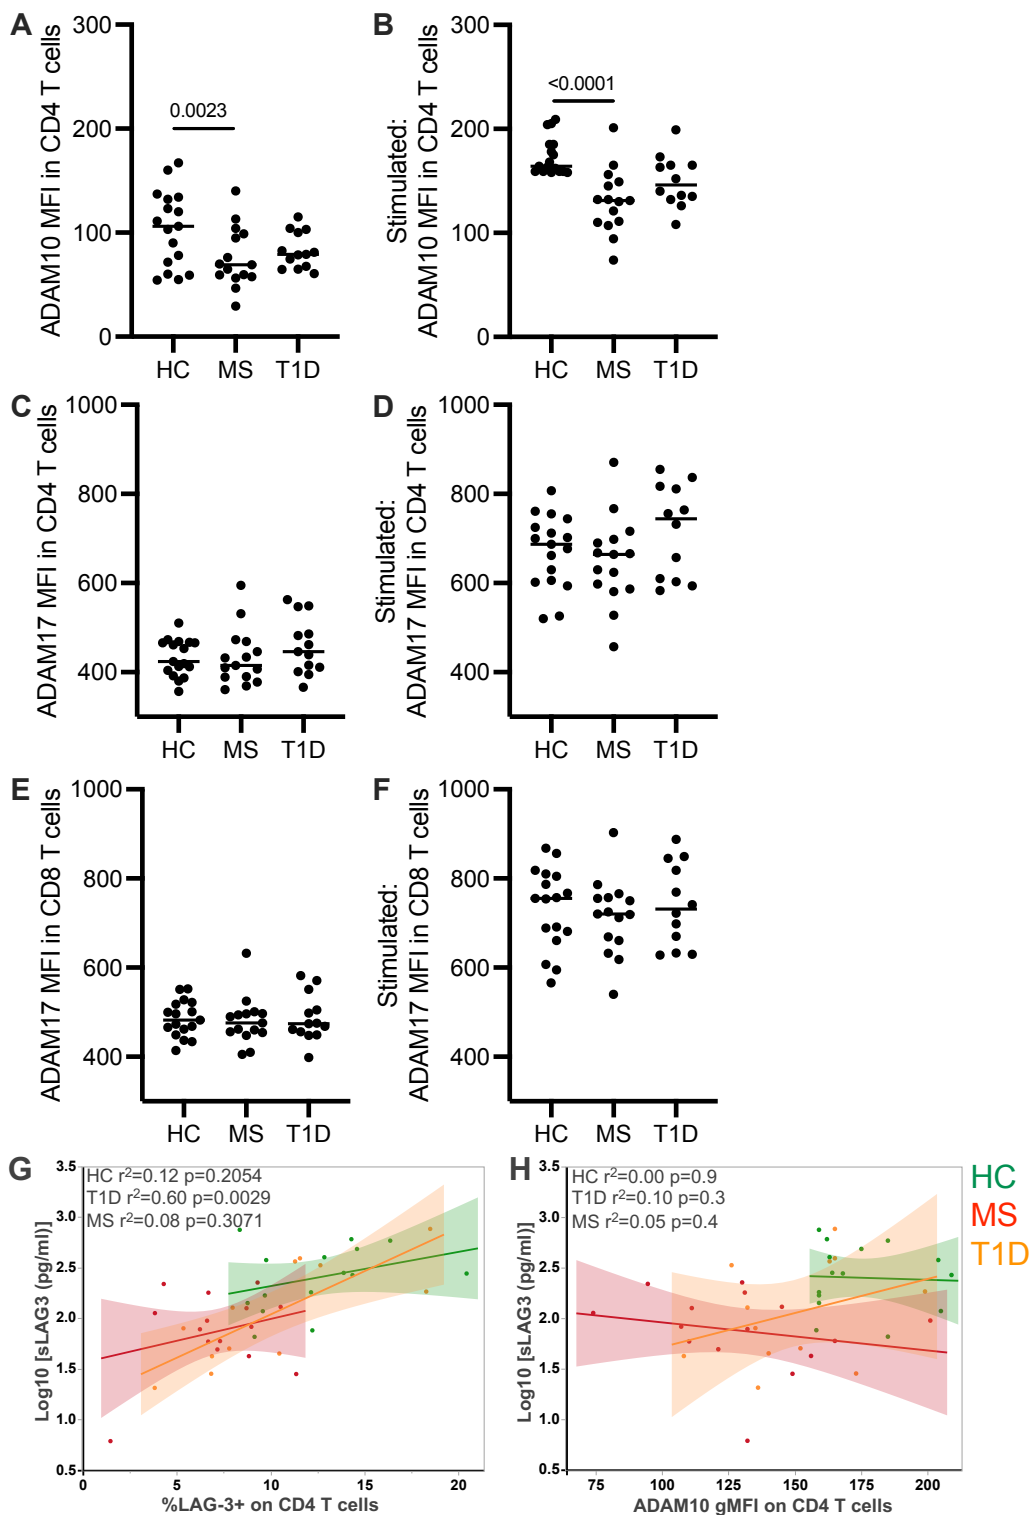 A
ADAM10 MFI in CD4 T cells
300
200
100
0
0.0023
HC MS T1D
B
Stimulated:
ADAM10 MFI in CD4 T cells
300
200
100
0
<0.0001
HC MS T1D
C
ADAM17 MFI in CD4 T cells
1000
800
600
400
HC MS T1D
D
Stimulated:
ADAM17 MFI in CD4 T cells
1000
800
600
400
HC MS T1D
E
ADAM17 MFI in CD8 T cells
1000
800
600
400
HC MS T1D
F
Stimulated:
ADAM17 MFI in CD8 T cells
1000
800
600
400
HC MS T1D
G
Log10 [sLAG3 (pg/ml)]
3.5
3.0
2.5
2.0
1.5
1.0
0.5
HC r²=0.12 p=0.2054
T1D r²=0.60 p=0.0029
MS r²=0.08 p=0.3071
0 5 10 15 20
%LAG-3+ on CD4 T cells
H
Log10 [sLAG3 (pg/ml)]
3.5
3.0
2.5
2.0
1.5
1.0
0.5
HC r²=0.00 p=0.9
T1D r²=0.10 p=0.3
MS r²=0.05 p=0.4
75 100 125 150 175 200
ADAM10 gMFI on CD4 T cells
HC
MS
T1D